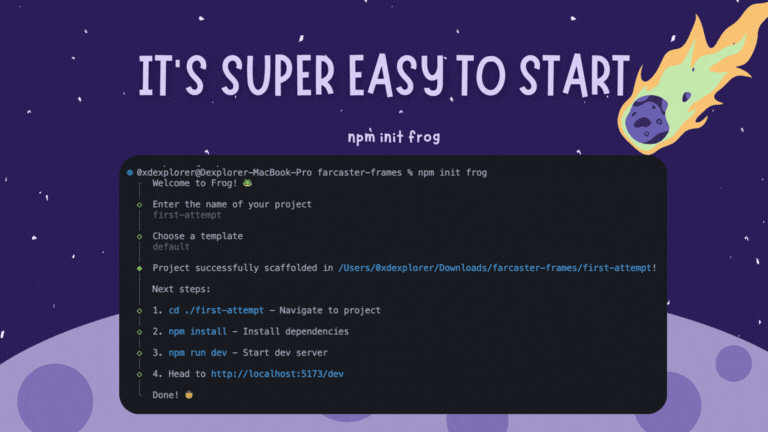 IT'S SUPER EASY TO START
npm init frog
0xdexplorer@Dexplorer-MacBook-Pro farcaster-frames % npm init frog
Welcome to Frog! 🐸
Enter the name of your project
first-attempt
Choose a template
default
Project successfully scaffolded in /Users/0xdexplorer/Downloads/farcaster-frames/first-attempt!
Next steps:
1. cd ./first-attempt - Navigate to project
2. npm install - Install dependencies
3. npm run dev - Start dev server
4. Head to http://localhost:5173/dev
Done!